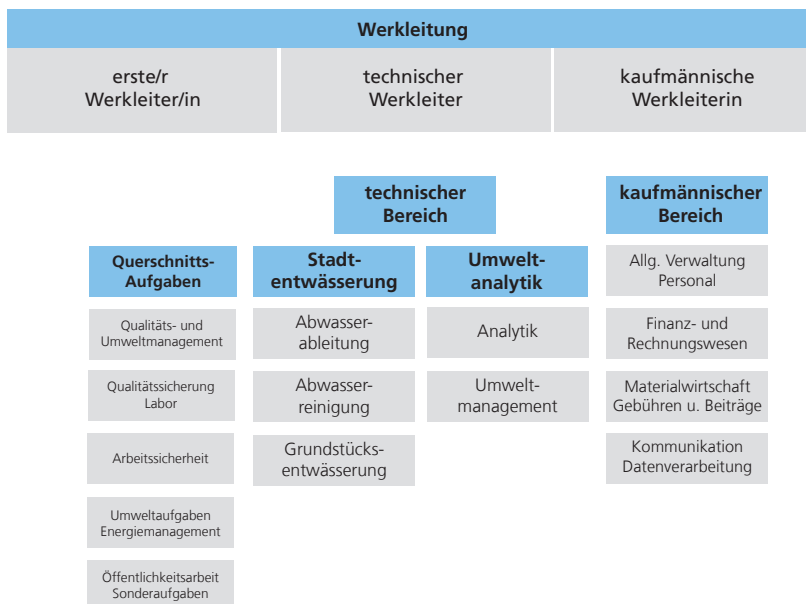 Werkleitung
erste/r
Werkleiter/in
technischer
Werkleiter
kaufmännische
Werkleiterin
technischer
Bereich
kaufmännischer
Bereich
Querschnitts-
Aufgaben
Qualitäts- und
Umweltmanagement
Qualitätssicherung
Labor
Arbeitssicherheit
Umweltaufgaben
Energiemanagement
Öffentlichkeitsarbeit
Sonderaufgaben
Stadt-
entwässerung
Abwasser-
ableitung
Abwasser-
reinigung
Grundstücks-
entwässerung
Umwelt-
analytik
Analytik
Umwelt-
management
Allg. Verwaltung
Personal
Finanz- und
Rechnungswesen
Materialwirtschaft
Gebühren u. Beiträge
Kommunikation
Datenverarbeitung